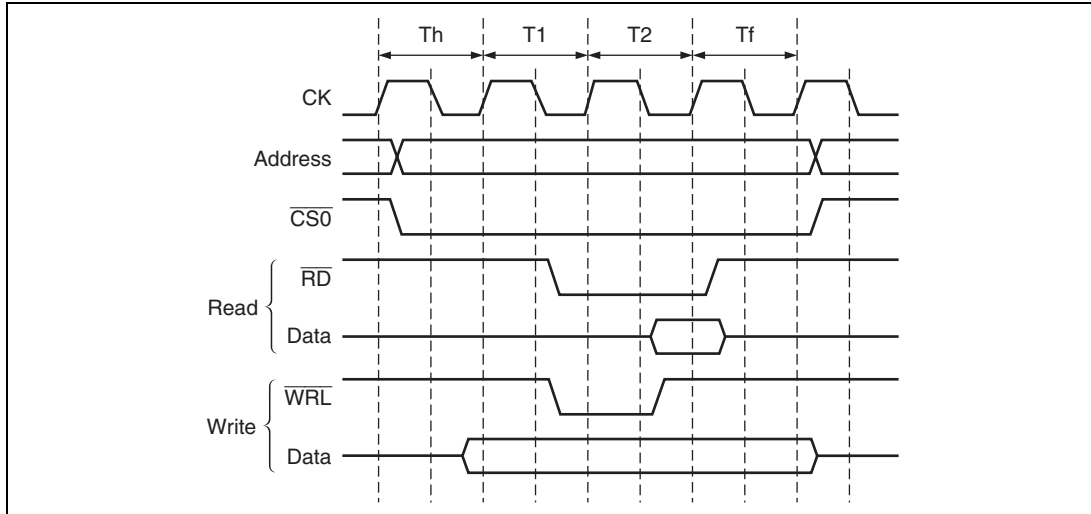 Th T1 T2 Tf
CK
Address
CS0
RD
Read
Data
WRL
Write
Data